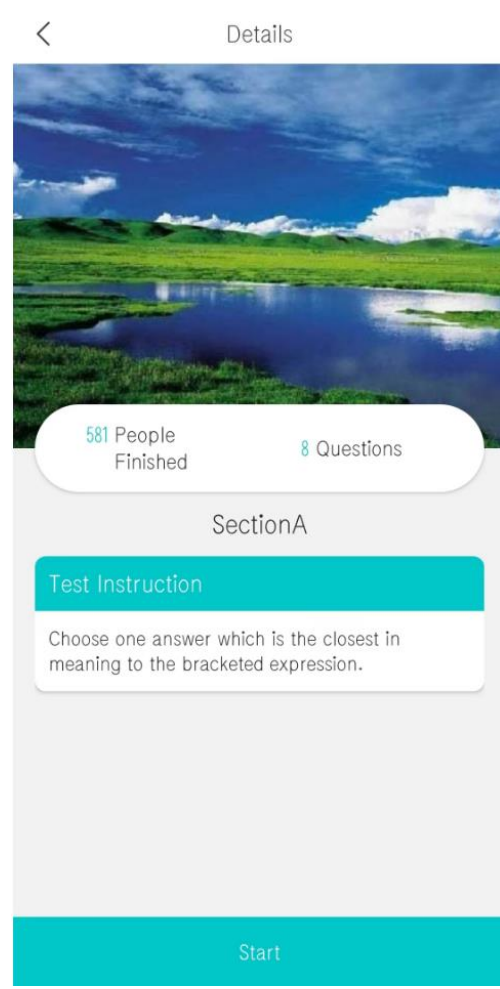 Details
581 People
Finished
8 Questions
SectionA
Test Instruction
Choose one answer which is the closest in
meaning to the bracketed expression.
Start